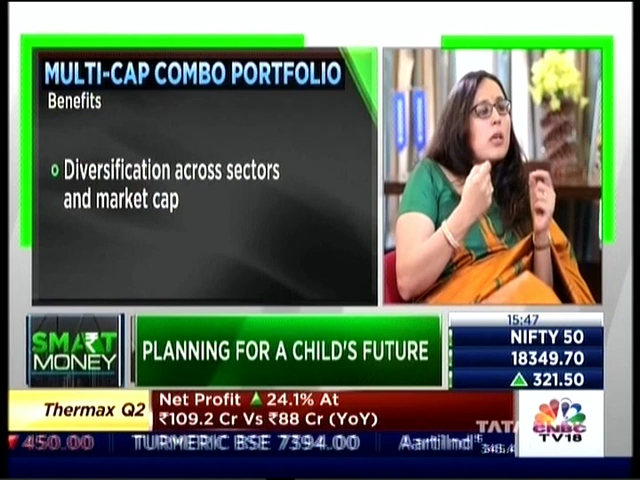 MULTI-CAP COMBO PORTFOLIO
Benefits
Diversification across sectors
and market cap
SMART
MONEY
PLANNING FOR A CHILD'S FUTURE
15:47
NIFTY 50
18349.70
▲ 321.50
Thermax Q2
Net Profit ▲ 24.1% At
₹109.2 Cr Vs ₹88 Cr (YoY)
TATA
CNBC
TV18
▼ 450.00 TURMERIC BSE 7394.00